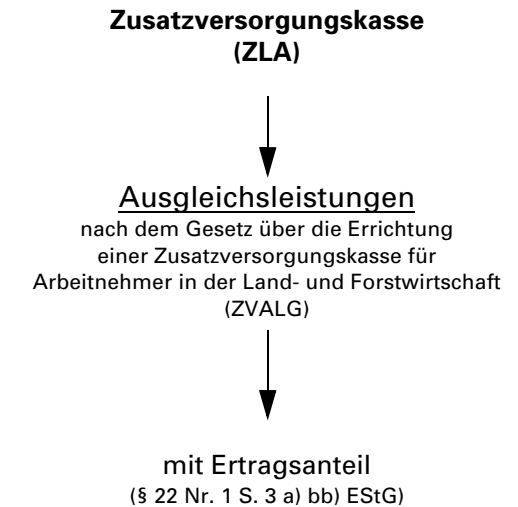 Zusatzversorgungskasse
(ZLA)
Ausgleichsleistungen
nach dem Gesetz über die Errichtung
einer Zusatzversorgungskasse für
Arbeitnehmer in der Land- und Forstwirtschaft
(ZVALG)
mit Ertragsanteil
(§ 22 Nr. 1 S. 3 a) bb) EStG)